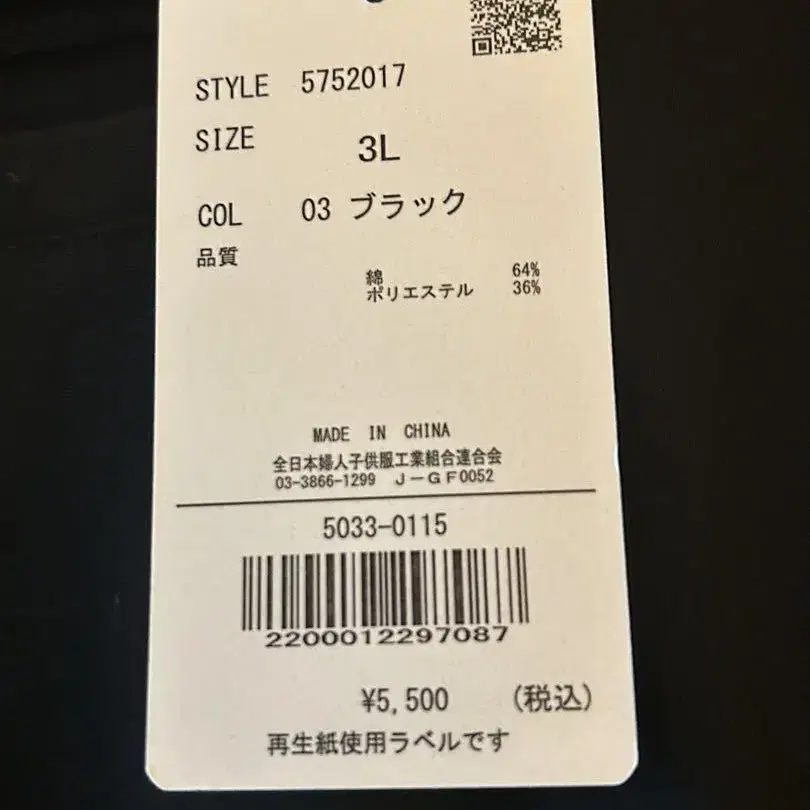 STYLE 5752017
SIZE 3L
COL 03 ブラック
品質
綿 64%
ポリエステル 36%
MADE IN CHINA
全日本婦人子供服工業組合連合会
03-3866-1299 J-GF0052
5033-0115
2200012297087
¥5,500 (税込)
再生紙使用ラベルです